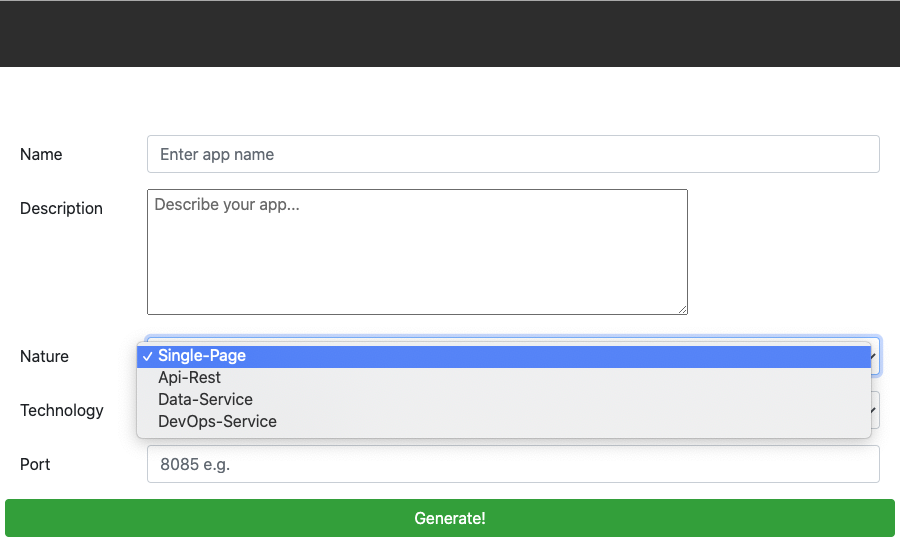 Name
Enter app name
Description
Describe your app...
Nature
✓ Single-Page
Api-Rest
Data-Service
DevOps-Service
Technology
Port
8085 e.g.
Generate!